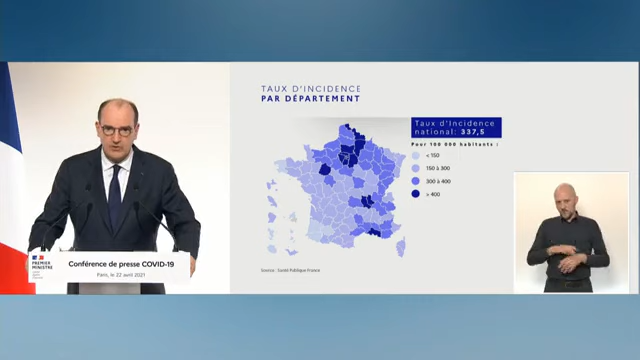 TAUX D'INCIDENCE
PAR DÉPARTEMENT
Taux d'Incidence
national: 337,5
Pour 100 000 habitants :
< 150
150 à 300
300 à 400
> 400
Source : Santé Publique France
PREMIER
MINISTRE
Conférence de presse COVID-19
Paris, le 22 avril 2021